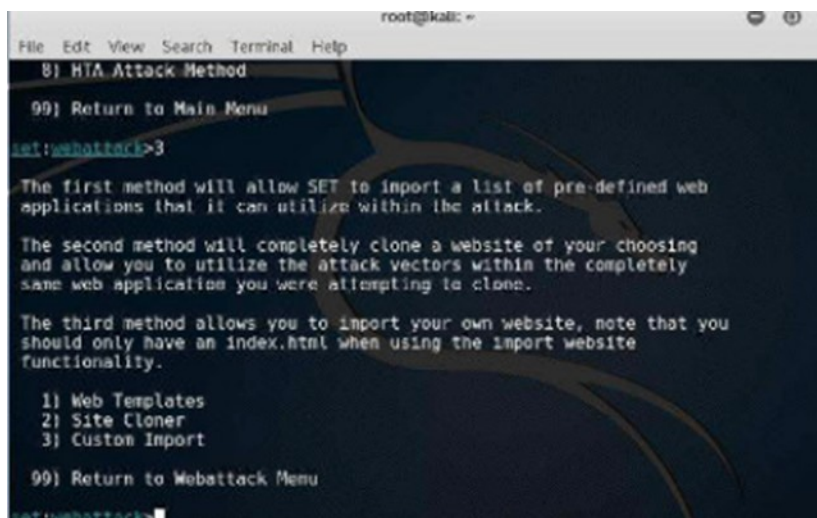 root@kali: ~
File Edit View Search Terminal Help
8) HTA Attack Method
99) Return to Main Menu
set:webattack>3
The first method will allow SET to import a list of pre-defined web
applications that it can utilize within the attack.
The second method will completely clone a website of your choosing
and allow you to utilize the attack vectors within the completely
same web application you were attempting to clone.
The third method allows you to import your own website, note that you
should only have an index.html when using the import website
functionality.
1) Web Templates
2) Site Cloner
3) Custom Import
99) Return to Webattack Menu
set:webattack>